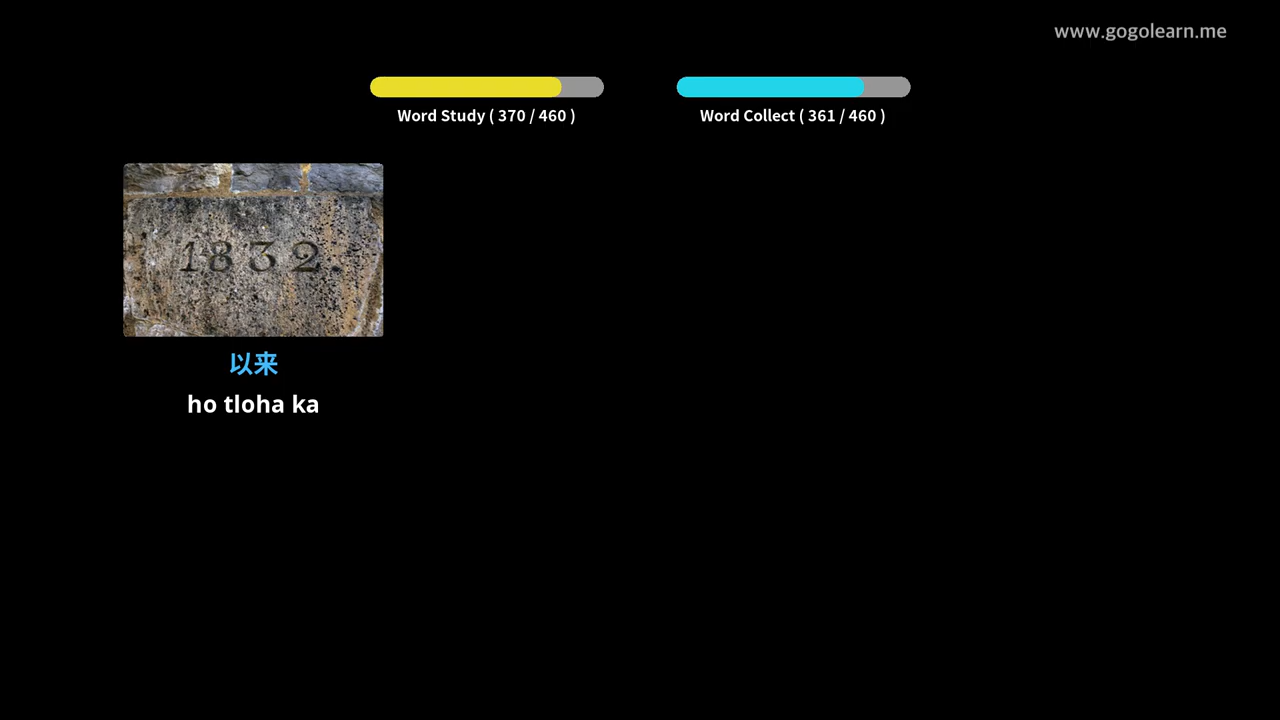 www.gogolearn.me
Word Study ( 370 / 460 )
Word Collect ( 361 / 460 )
1832.
以来
ho tloha ka